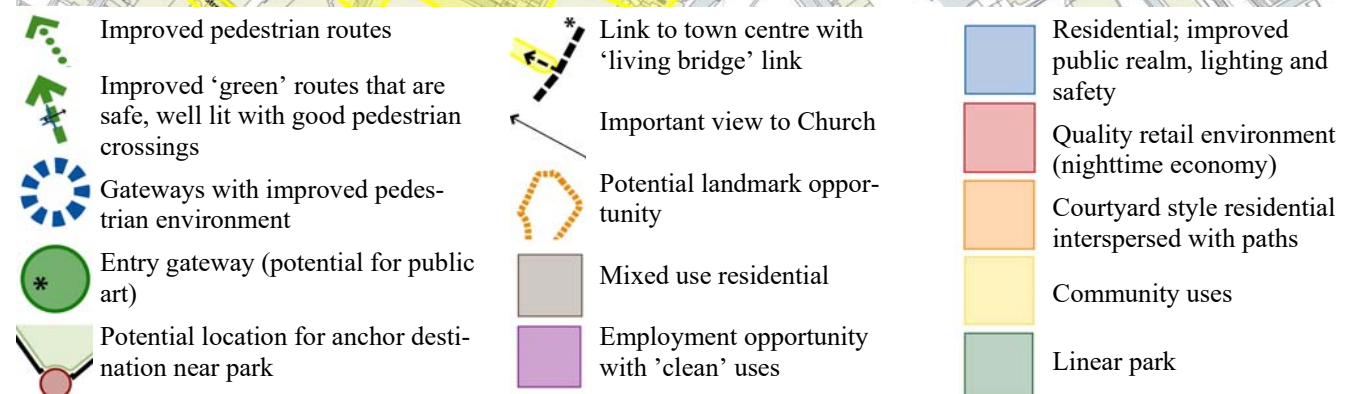 Improved pedestrian routes
Improved ‘green’ routes that are
safe, well lit with good pedestrian
crossings
Gateways with improved pedes-
trian environment
Entry gateway (potential for public
art)
Potential location for anchor desti-
nation near park
Link to town centre with
‘living bridge’ link
Important view to Church
Potential landmark oppor-
tunity
Mixed use residential
Employment opportunity
with ’clean’ uses
Residential; improved
public realm, lighting and
safety
Quality retail environment
(nighttime economy)
Courtyard style residential
interspersed with paths
Community uses
Linear park